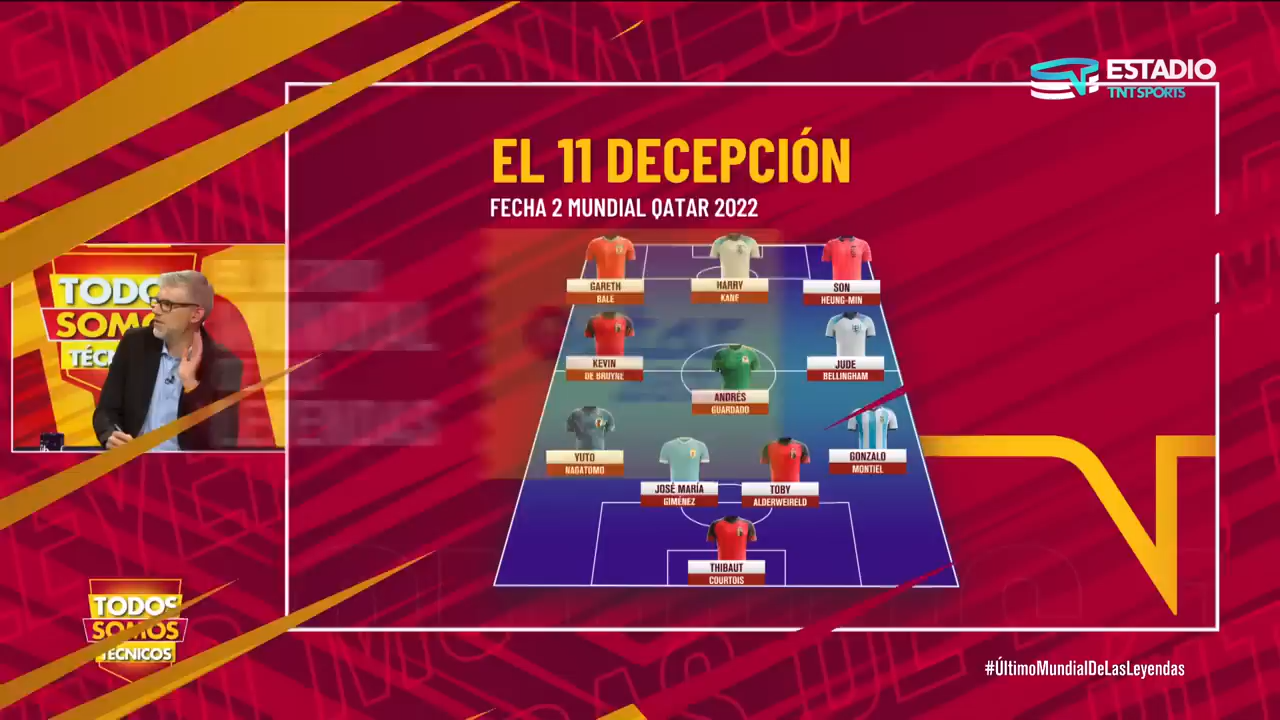 ESTADIO
TNT SPORTS
EL 11 DECEPCIÓN
FECHA 2 MUNDIAL QATAR 2022
GARETH
BALE
HARRY
KANE
SON
HEUNG-MIN
KEVIN
DE BRUYNE
JUDE
BELLINGHAM
ANDRÉS
GUARDADO
YUTO
NAGATOMO
GONZALO
MONTIEL
JOSÉ MARÍA
GIMÉNEZ
TOBY
ALDERWEIRELD
THIBAUT
COURTOIS
TODOS
SOMOS
TÉCNICOS
#ÚltimoMundialDeLasLeyendas